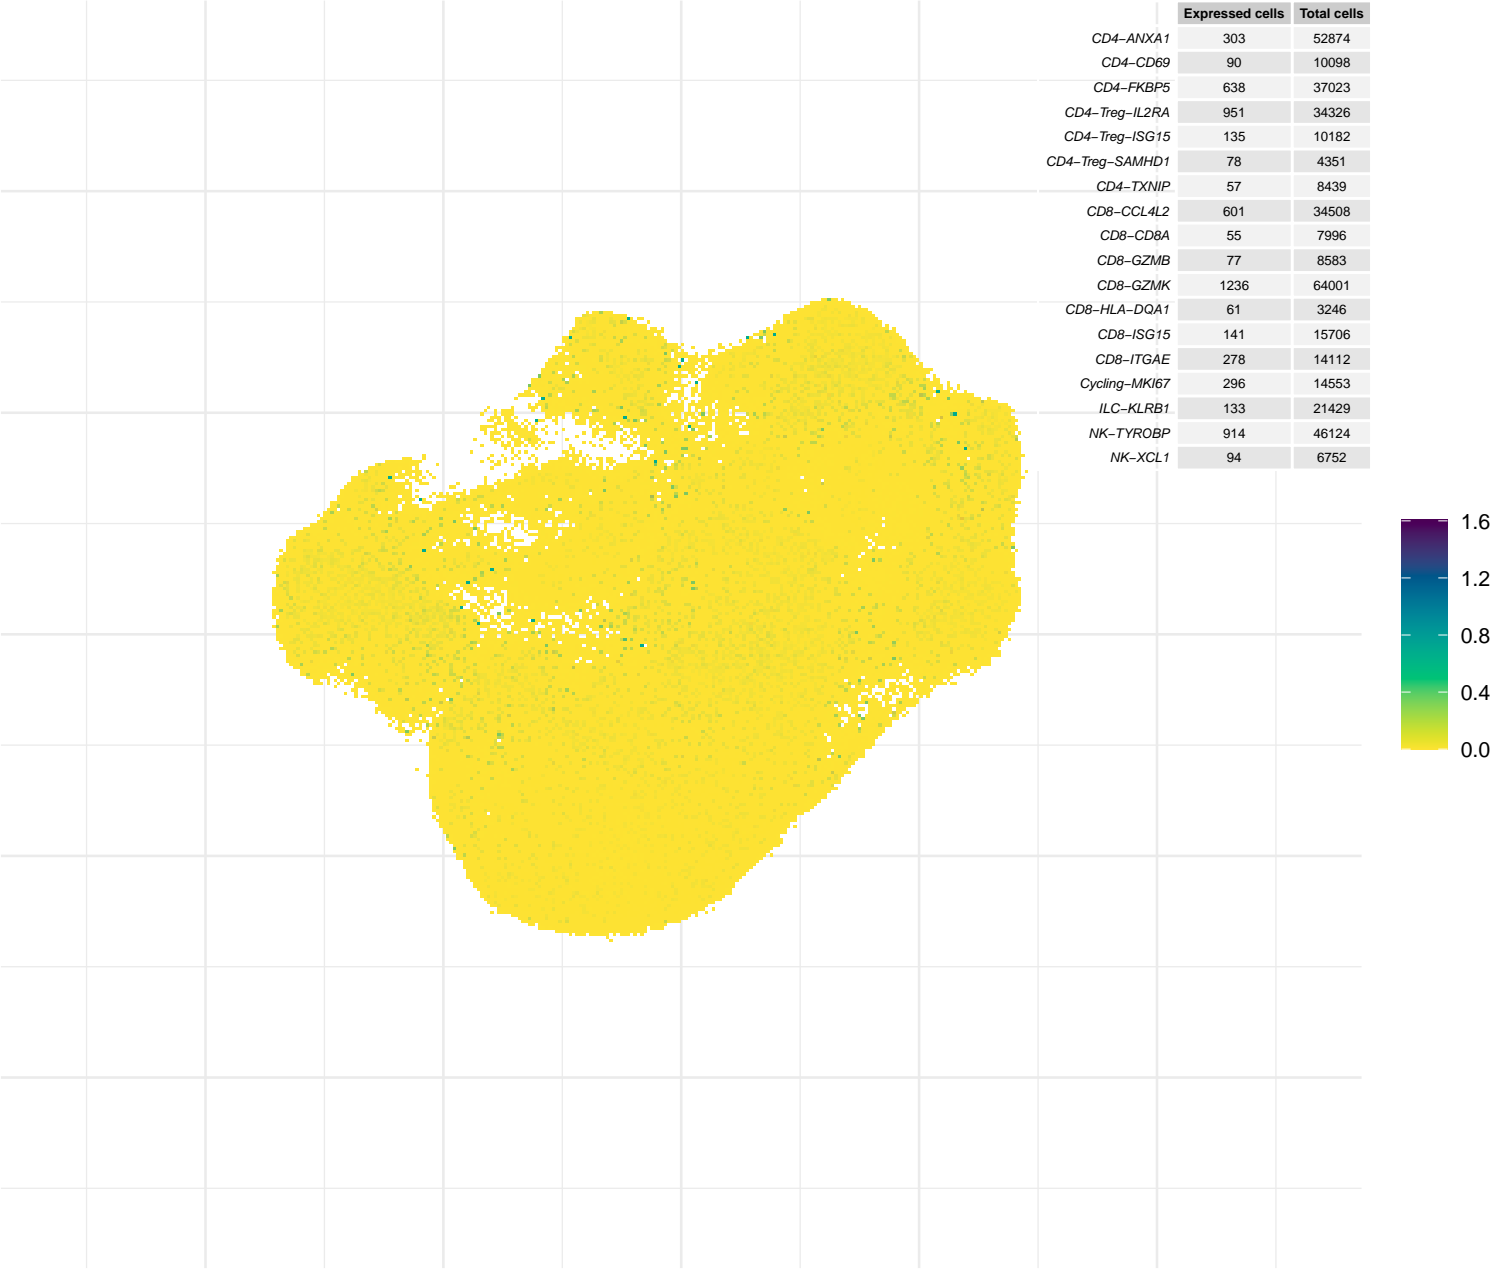 Expressed cells Total cells
CD4−ANXA1 303 52874
CD4−CD69 90 10098
CD4−FKBP5 638 37023
CD4−Treg−IL2RA 951 34326
CD4−Treg−ISG15 135 10182
CD4−Treg−SAMHD1 78 4351
CD4−TXNIP 57 8439
CD8−CCL4L2 601 34508
CD8−CD8A 55 7996
CD8−GZMB 77 8583
CD8−GZMK 1236 64001
CD8−HLA−DQA1 61 3246
CD8−ISG15 141 15706
CD8−ITGAE 278 14112
Cycling−MKI67 296 14553
ILC−KLRB1 133 21429
NK−TYROBP 914 46124
NK−XCL1 94 6752
1.6
1.2
0.8
0.4
0.0